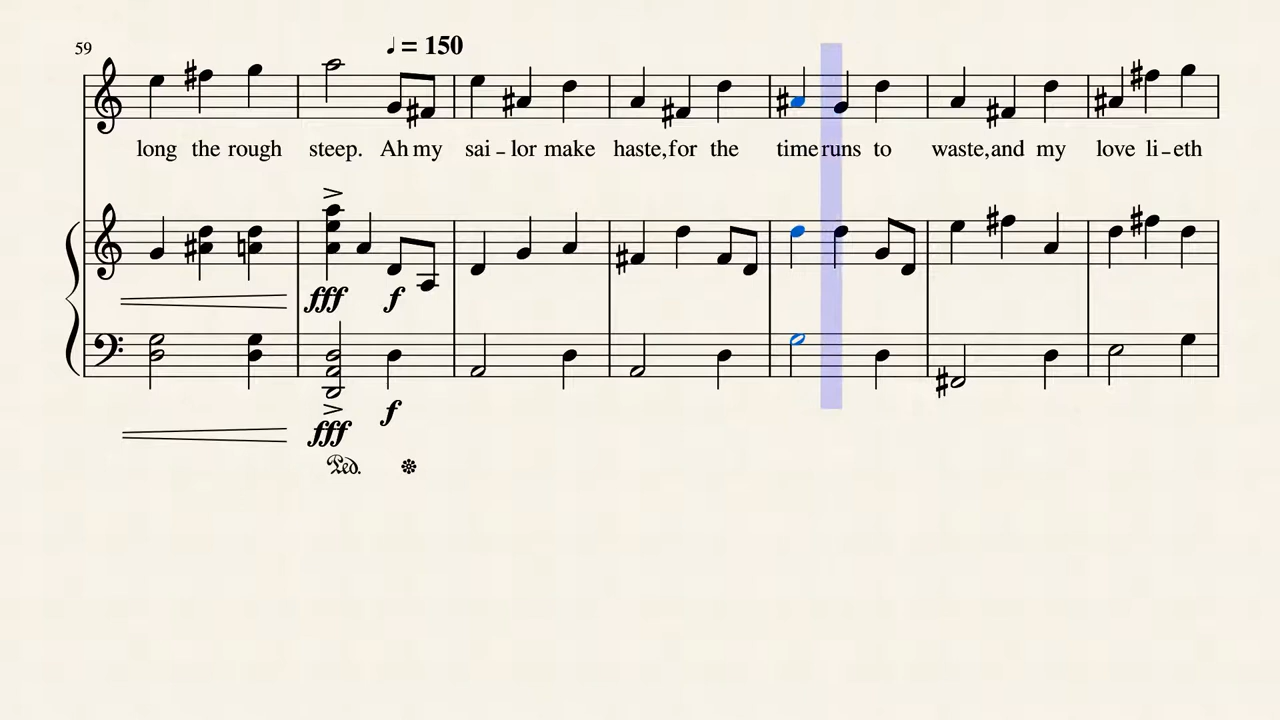 59
♩ = 150
long the rough steep. Ah my sai – lor make haste, for the time runs to waste, and my love li – eth
fff f
f
fff
Ped.